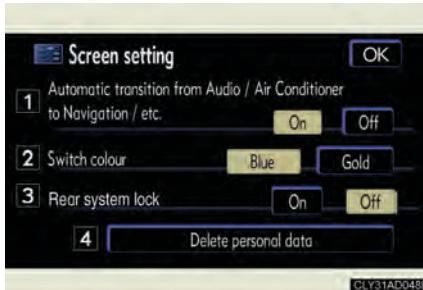 Screen setting OK
1 Automatic transition from Audio / Air Conditioner
to Navigation / etc.
On Off
2 Switch colour Blue Gold
3 Rear system lock On Off
4 Delete personal data
CLY31AD048